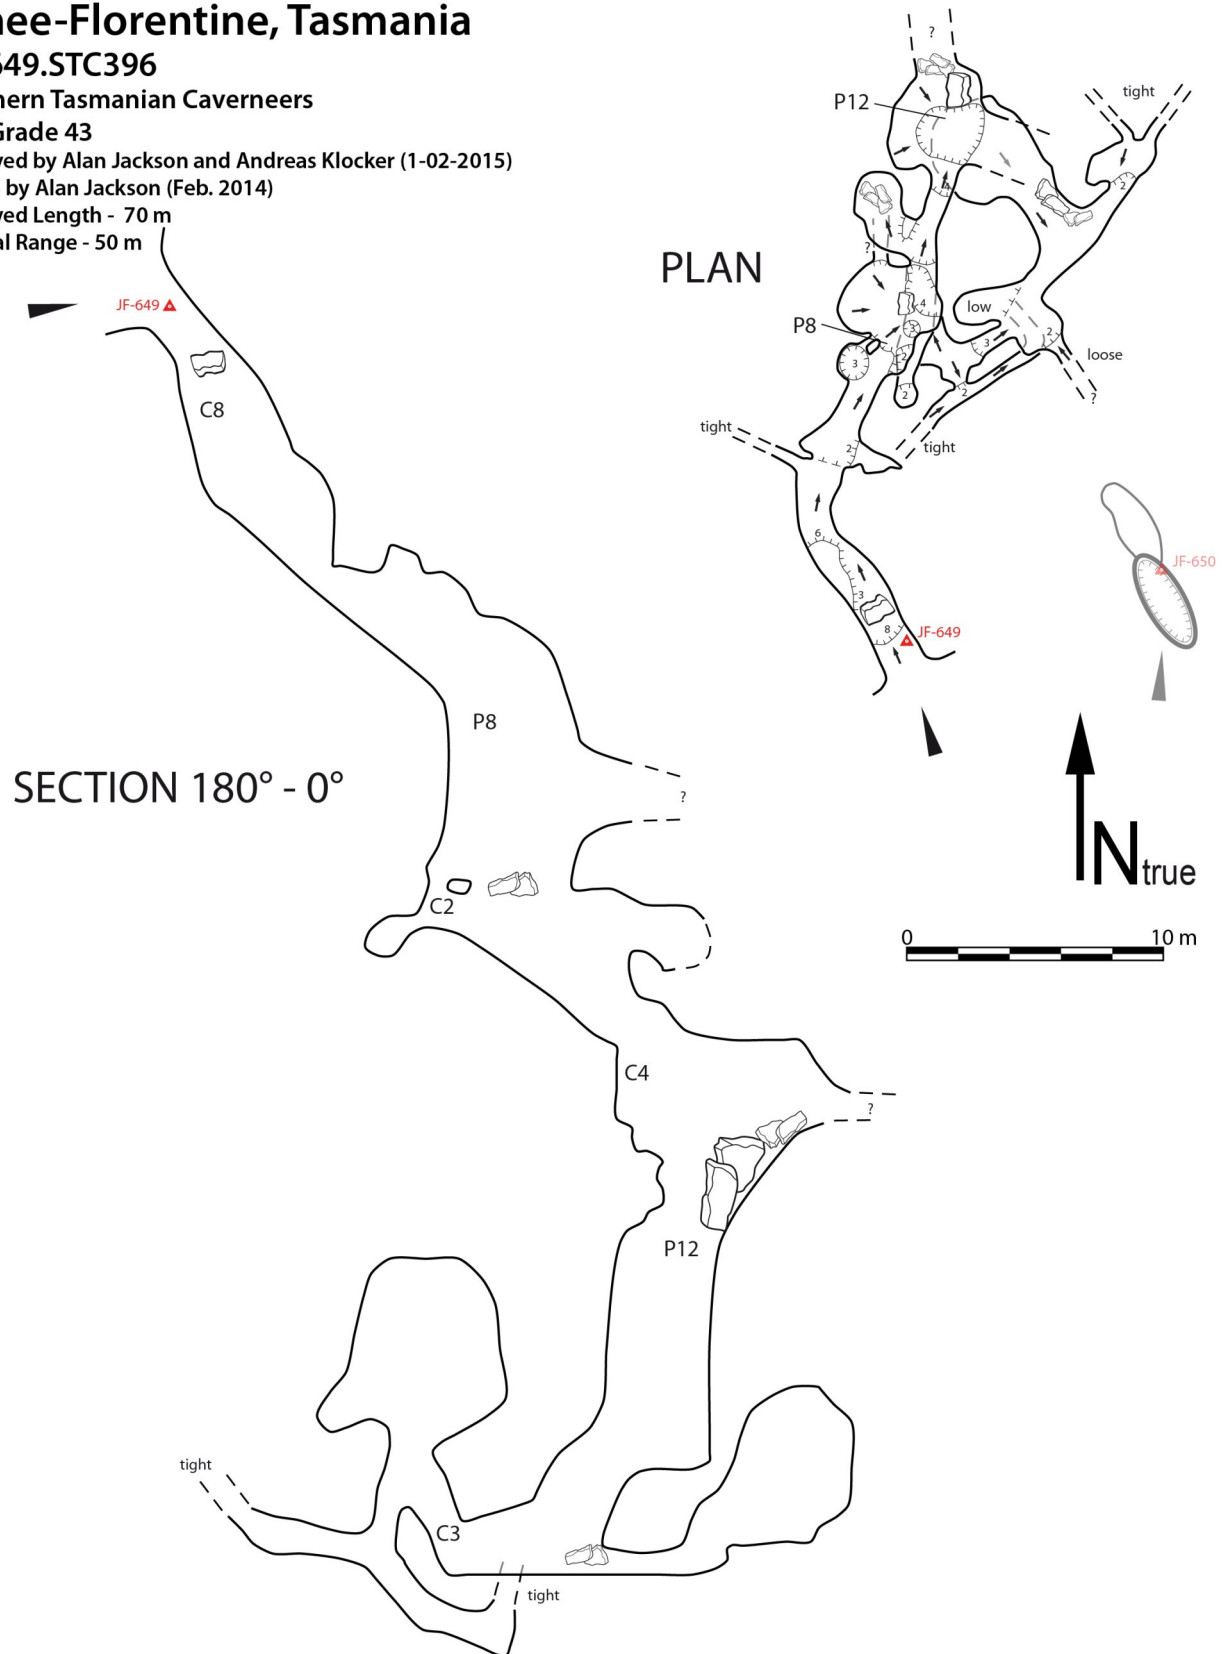 nee-Florentine, Tasmania
649.STC396
hern Tasmanian Caverneers
Grade 43
yed by Alan Jackson and Andreas Klocker (1-02-2015)
by Alan Jackson (Feb. 2014)
yed Length - 70 m
al Range - 50 m
JF-649
C8
P8
SECTION 180° - 0°
?
C2
C4
?
P12
tight
C3
tight
PLAN
?
P12
tight
2
4
?
4
low
P8
3
2
3
2
loose
3
2
2
2
?
tight
2
tight
6
3
8
JF-649
JF-650
N true
0 10 m